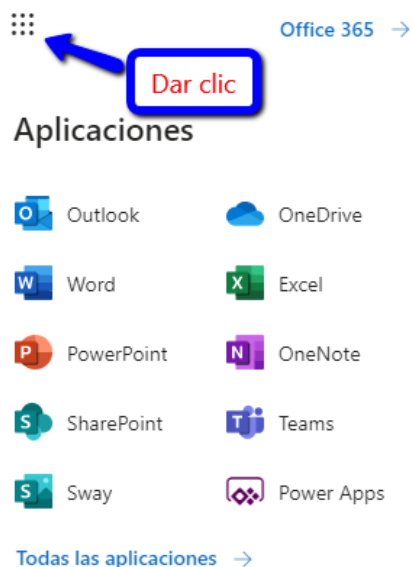 Office 365 →
Dar clic
Aplicaciones
Outlook
OneDrive
Word
Excel
PowerPoint
OneNote
SharePoint
Teams
Sway
Power Apps
Todas las aplicaciones →